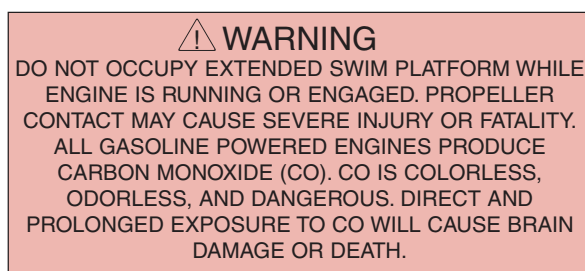 ⚠ WARNING
DO NOT OCCUPY EXTENDED SWIM PLATFORM WHILE
ENGINE IS RUNNING OR ENGAGED. PROPELLER
CONTACT MAY CAUSE SEVERE INJURY OR FATALITY.
ALL GASOLINE POWERED ENGINES PRODUCE
CARBON MONOXIDE (CO). CO IS COLORLESS,
ODORLESS, AND DANGEROUS. DIRECT AND
PROLONGED EXPOSURE TO CO WILL CAUSE BRAIN
DAMAGE OR DEATH.